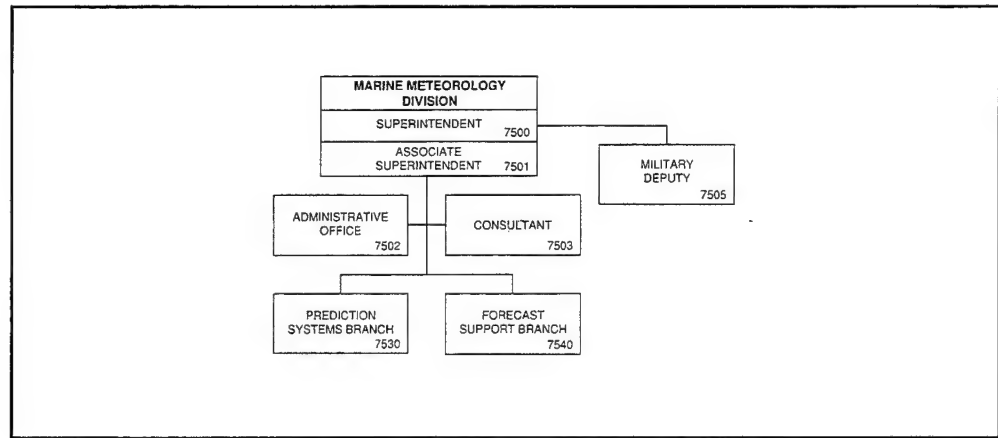 MARINE METEOROLOGY
DIVISION
SUPERINTENDENT
7500
ASSOCIATE
SUPERINTENDENT
7501
MILITARY
DEPUTY
7505
ADMINISTRATIVE
OFFICE
7502
CONSULTANT
7503
PREDICTION
SYSTEMS BRANCH
7530
FORECAST
SUPPORT BRANCH
7540